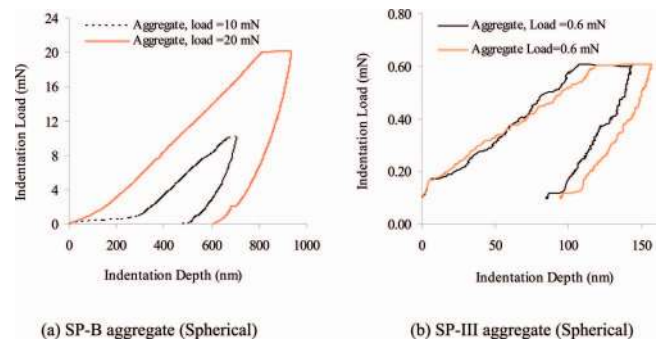 Aggregate, load =10 mN
Aggregate, load =20 mN
24
20
16
12
8
4
0
Indentation Load (mN)
0 200 400 600 800 1000
Indentation Depth (nm)
(a) SP-B aggregate (Spherical)
Aggregate, Load =0.6 mN
Aggregate Load=0.6 mN
0.80
0.60
0.40
0.20
0.00
Indentation Load (mN)
0 50 100 150
Indentation Depth (nm)
(b) SP-III aggregate (Spherical)